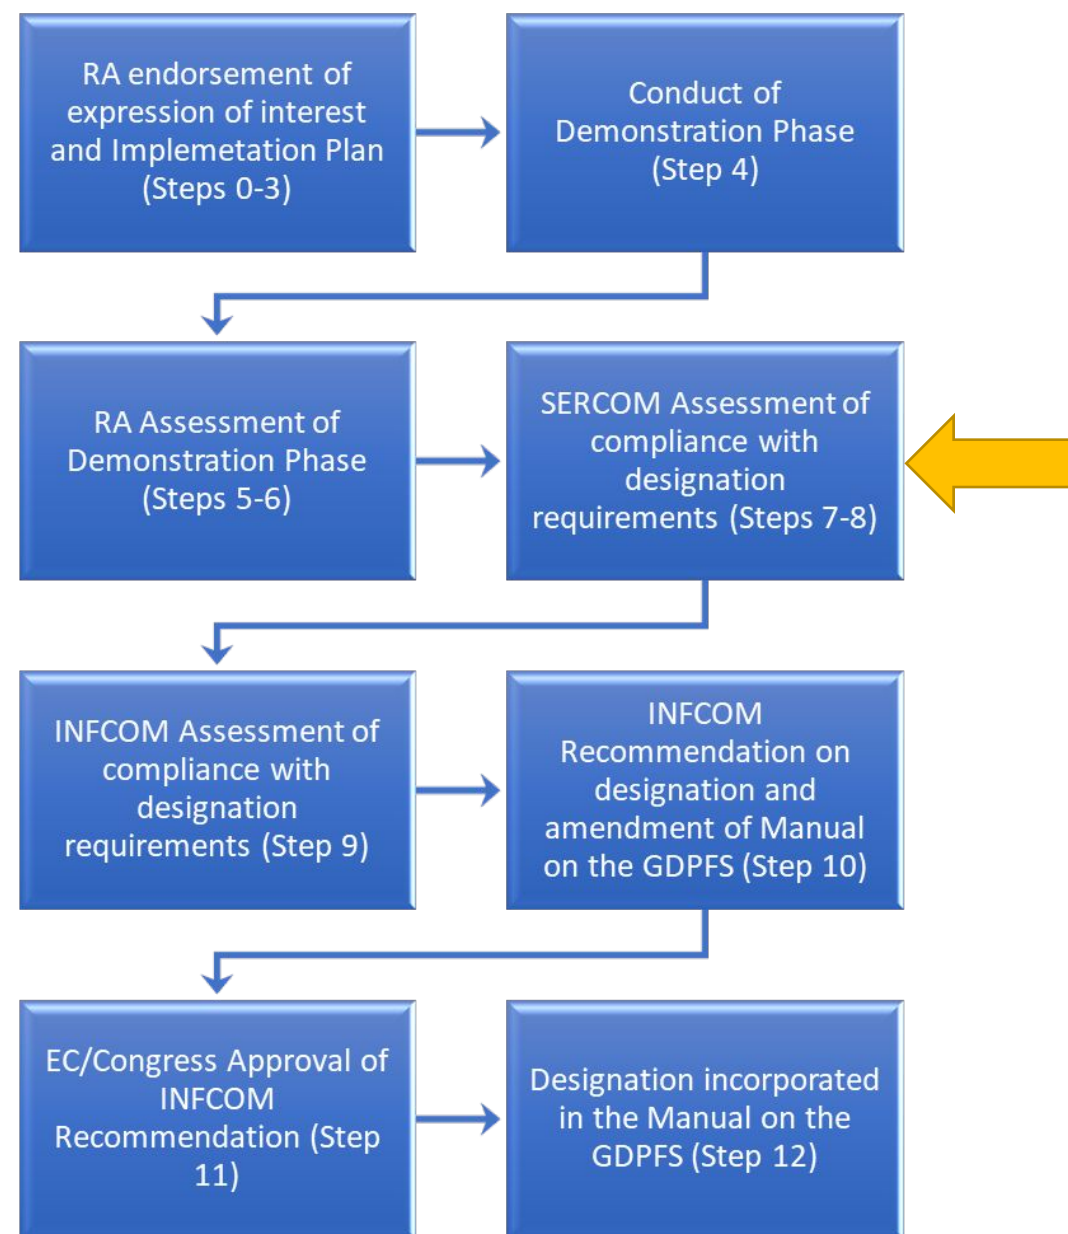 RA endorsement of
expression of interest
and Implemetation Plan
(Steps 0-3)
Conduct of
Demonstration Phase
(Step 4)
RA Assessment of
Demonstration Phase
(Steps 5-6)
SERCOM Assessment of
compliance with
designation
requirements (Steps 7-8)
INFCOM Assessment of
compliance with
designation
requirements (Step 9)
INFCOM
Recommendation on
designation and
amendment of Manual
on the GDPFS (Step 10)
EC/Congress Approval of
INFCOM
Recommendation (Step
11)
Designation incorporated
in the Manual on the
GDPFS (Step 12)